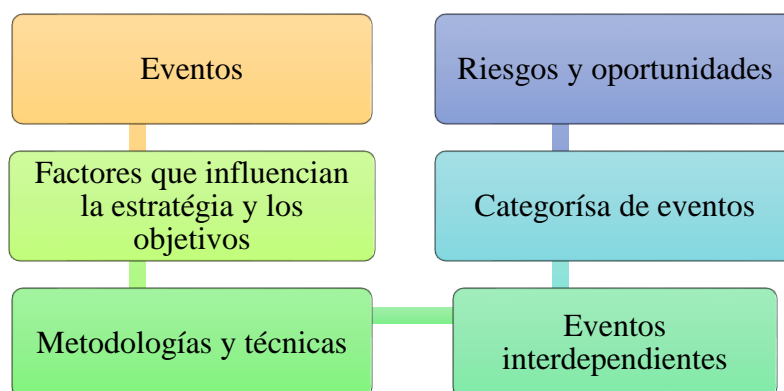 Eventos
Factores que influencian
la estratégia y los
objetivos
Metodologías y técnicas
Eventos
interdependientes
Categorísa de eventos
Riesgos y oportunidades